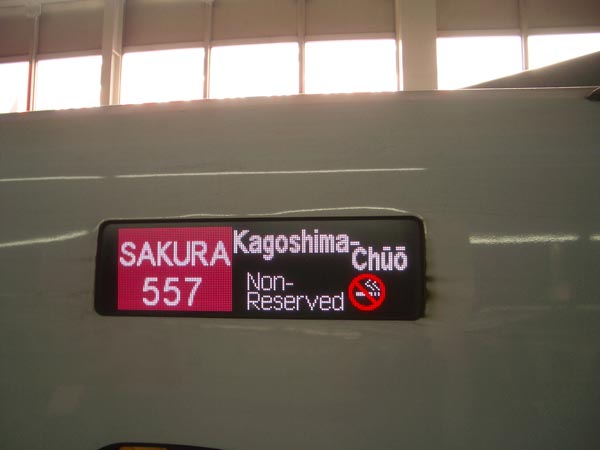 SAKURA
557
Kagoshima-
Chūō
Non-
Reserved